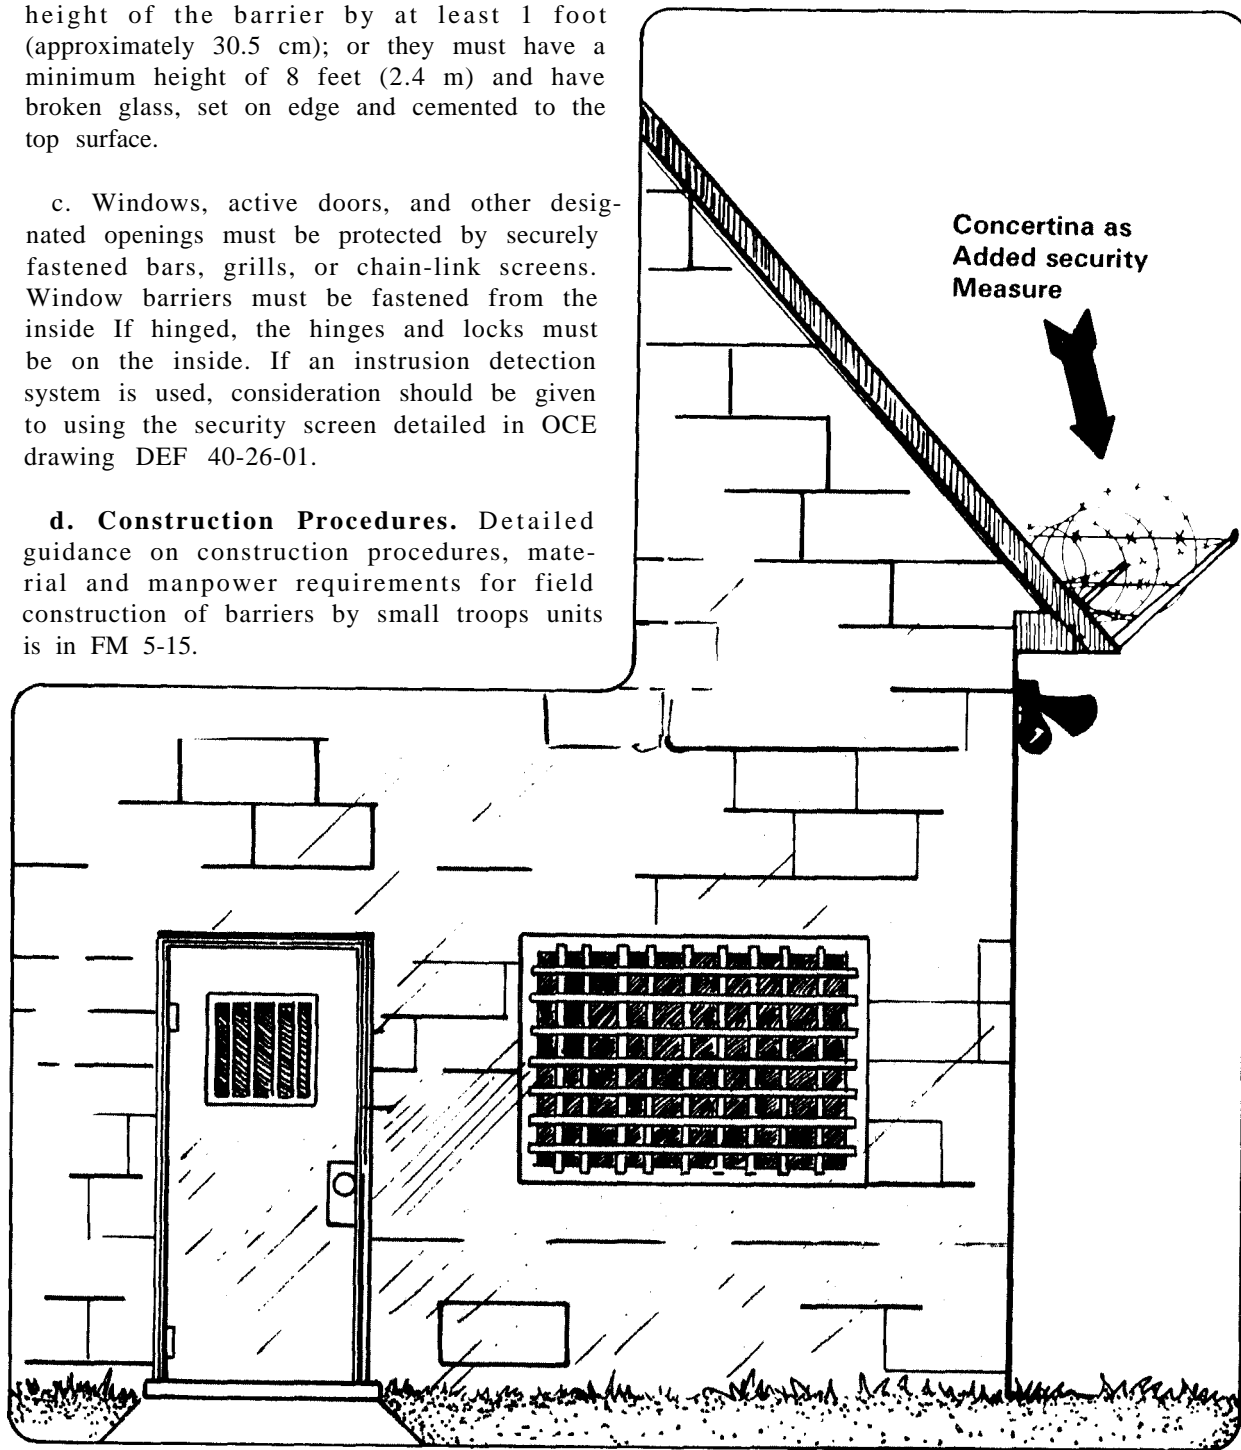 height of the barrier by at least 1 foot
(approximately 30.5 cm); or they must have a
minimum height of 8 feet (2.4 m) and have
broken glass, set on edge and cemented to the
top surface.
c. Windows, active doors, and other desig-
nated openings must be protected by securely
fastened bars, grills, or chain-link screens.
Window barriers must be fastened from the
inside If hinged, the hinges and locks must
be on the inside. If an instrusion detection
system is used, consideration should be given
to using the security screen detailed in OCE
drawing DEF 40-26-01.
d. Construction Procedures. Detailed
guidance on construction procedures, mate-
rial and manpower requirements for field
construction of barriers by small troops units
is in FM 5-15.
Concertina as
Added security
Measure